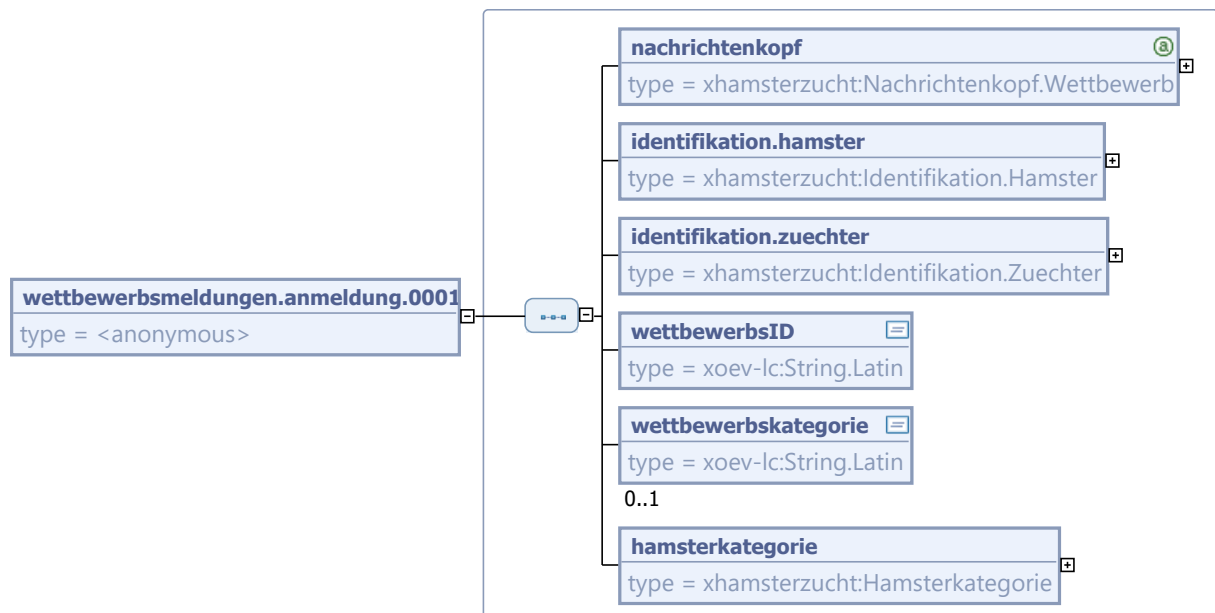 nachrichtenkopf
type = xhamsterzucht:Nachrichtenkopf.Wettbewerb
identifikation.hamster
type = xhamsterzucht:Identifikation.Hamster
identifikation.zuechter
type = xhamsterzucht:Identifikation.Zuechter
wettbewerbsmeldungen.anmeldung.0001
type = <anonymous>
wettbewerbsID
type = xoev-lc:String.Latin
wettbewerbskategorie
type = xoev-lc:String.Latin
0..1
hamsterkategorie
type = xhamsterzucht:Hamsterkategorie